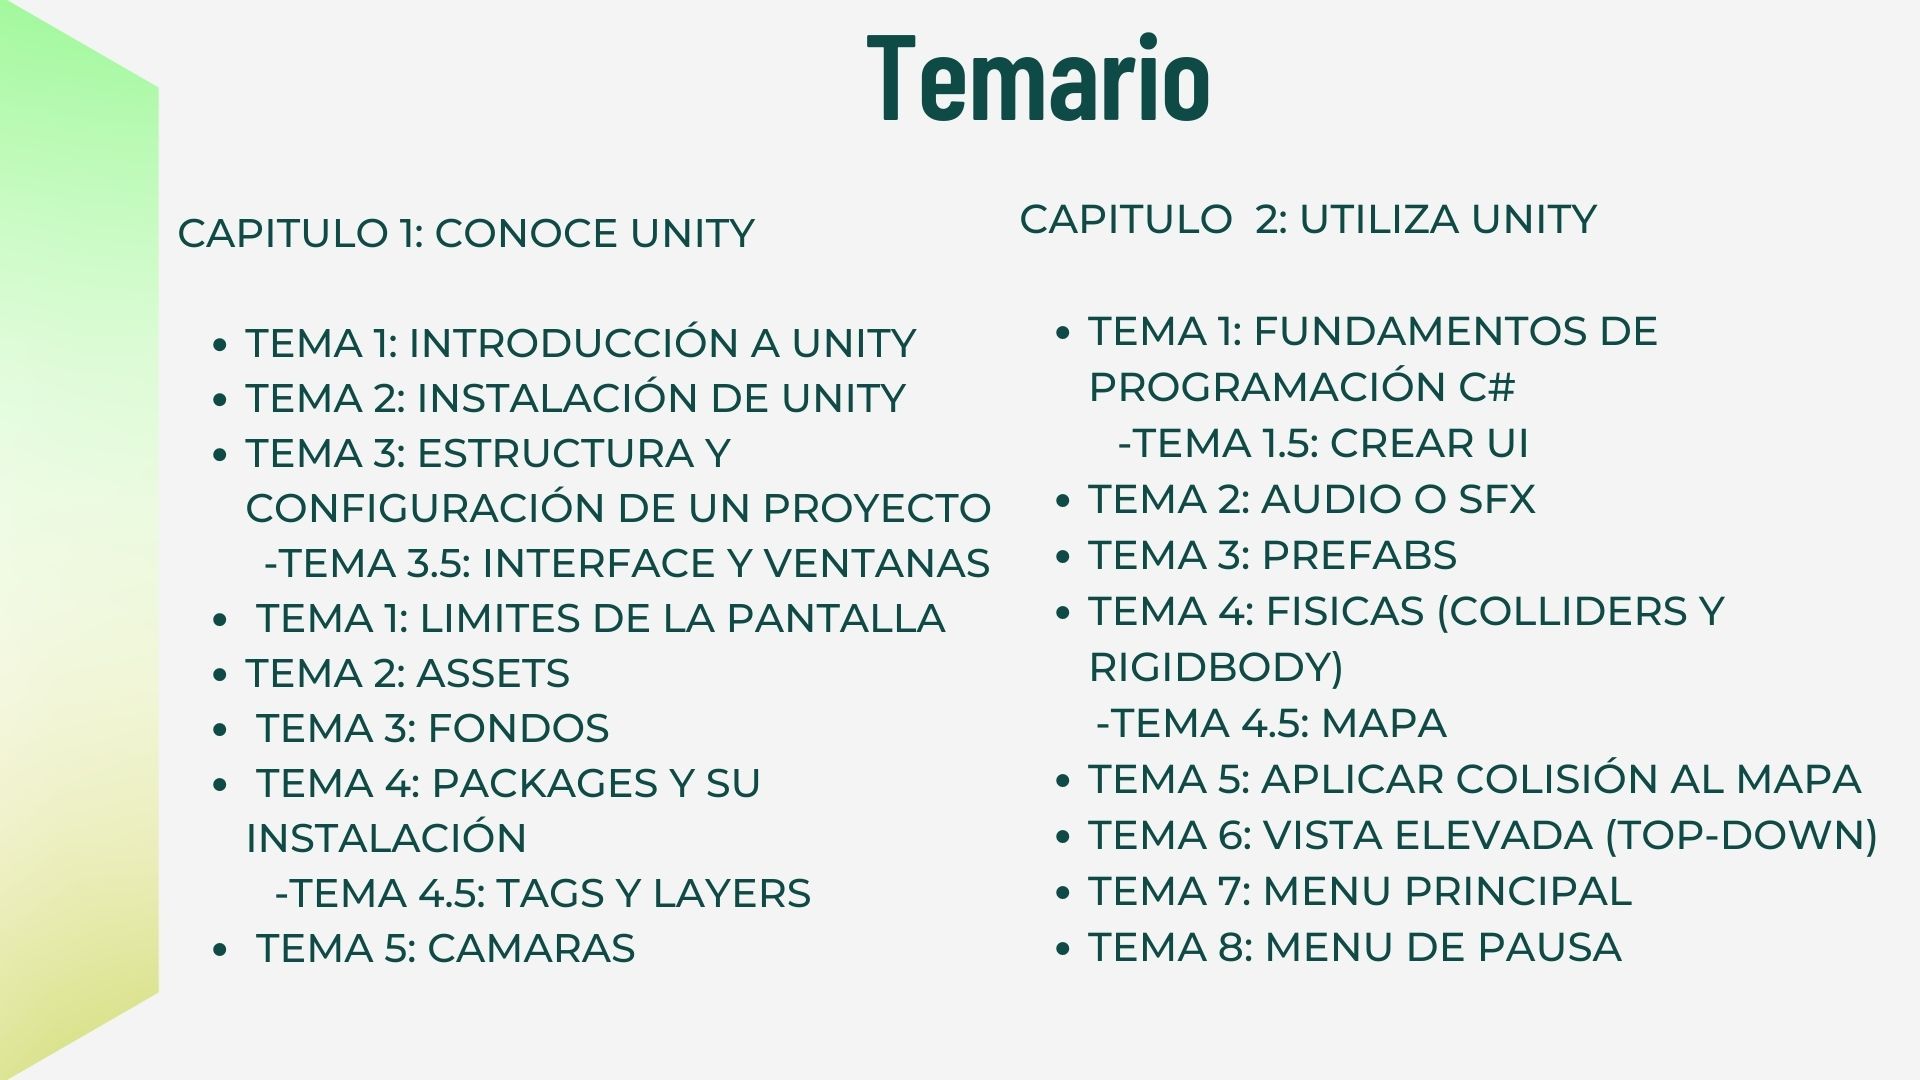 Temario
CAPITULO 1: CONOCE UNITY
TEMA 1: INTRODUCCIÓN A UNITY
TEMA 2: INSTALACIÓN DE UNITY
TEMA 3: ESTRUCTURA Y
CONFIGURACIÓN DE UN PROYECTO
-TEMA 3.5: INTERFACE Y VENTANAS
TEMA 1: LIMITES DE LA PANTALLA
TEMA 2: ASSETS
TEMA 3: FONDOS
TEMA 4: PACKAGES Y SU
INSTALACIÓN
-TEMA 4.5: TAGS Y LAYERS
TEMA 5: CAMARAS
CAPITULO  2: UTILIZA UNITY
TEMA 1: FUNDAMENTOS DE
PROGRAMACIÓN C#
-TEMA 1.5: CREAR UI
TEMA 2: AUDIO O SFX
TEMA 3: PREFABS
TEMA 4: FISICAS (COLLIDERS Y
RIGIDBODY)
-TEMA 4.5: MAPA
TEMA 5: APLICAR COLISIÓN AL MAPA
TEMA 6: VISTA ELEVADA (TOP-DOWN)
TEMA 7: MENU PRINCIPAL
TEMA 8: MENU DE PAUSA